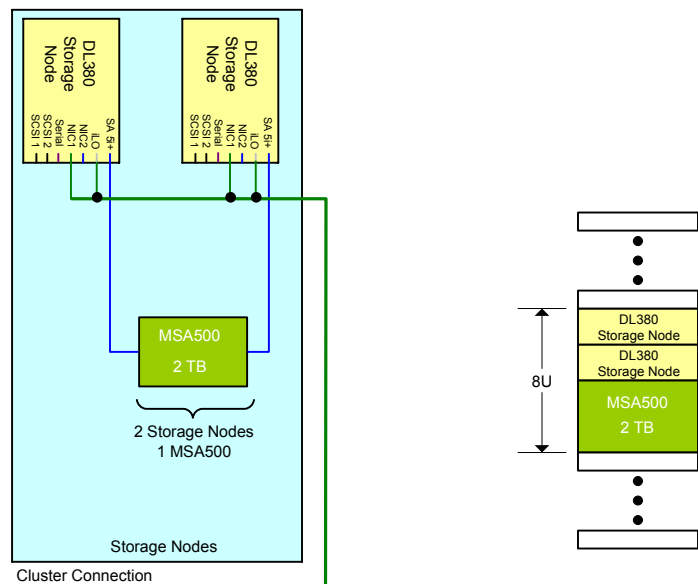 DL380
Storage
Node
SCSI 1
SCSI 2
Serial
NIC1
NIC2
iLO
SA 5i+
DL380
Storage
Node
SCSI 1
SCSI 2
Serial
NIC1
NIC2
iLO
SA 5i+
MSA500
2 TB
2 Storage Nodes
1 MSA500
Storage Nodes
Cluster Connection
8U
DL380
Storage Node
DL380
Storage Node
MSA500
2 TB